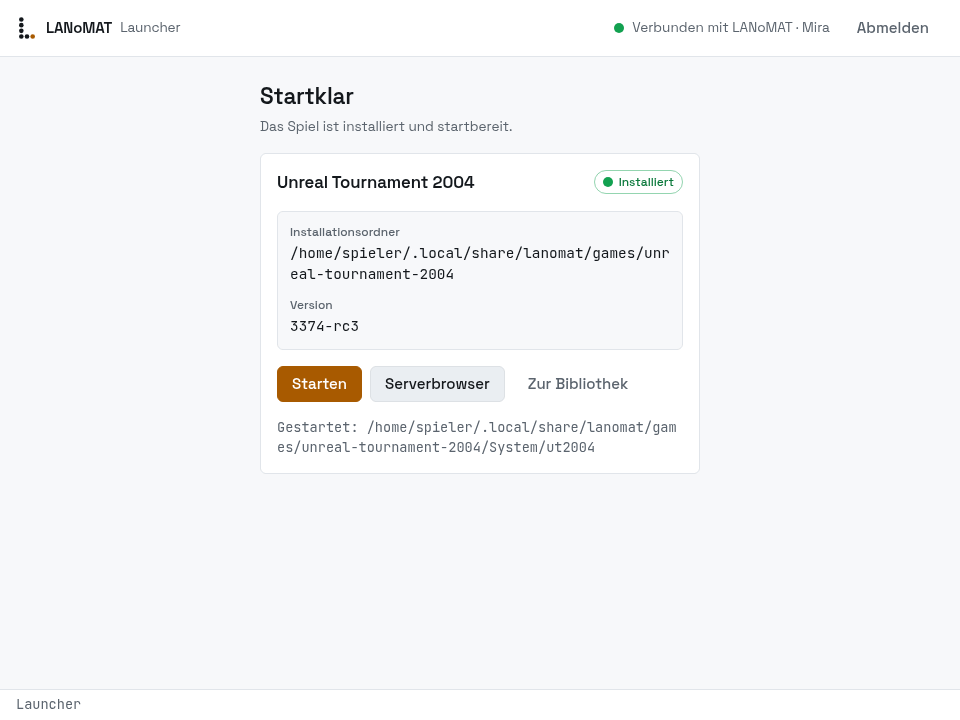 LANoMAT Launcher
Verbunden mit LANoMAT · Mira
Abmelden
Startklar
Das Spiel ist installiert und startbereit.
Unreal Tournament 2004
Installiert
Installationsordner
/home/spieler/.local/share/lanomat/games/unr
eal-tournament-2004
Version
3374-rc3
Starten
Serverbrowser
Zur Bibliothek
Gestartet: /home/spieler/.local/share/lanomat/gam
es/unreal-tournament-2004/System/ut2004
Launcher